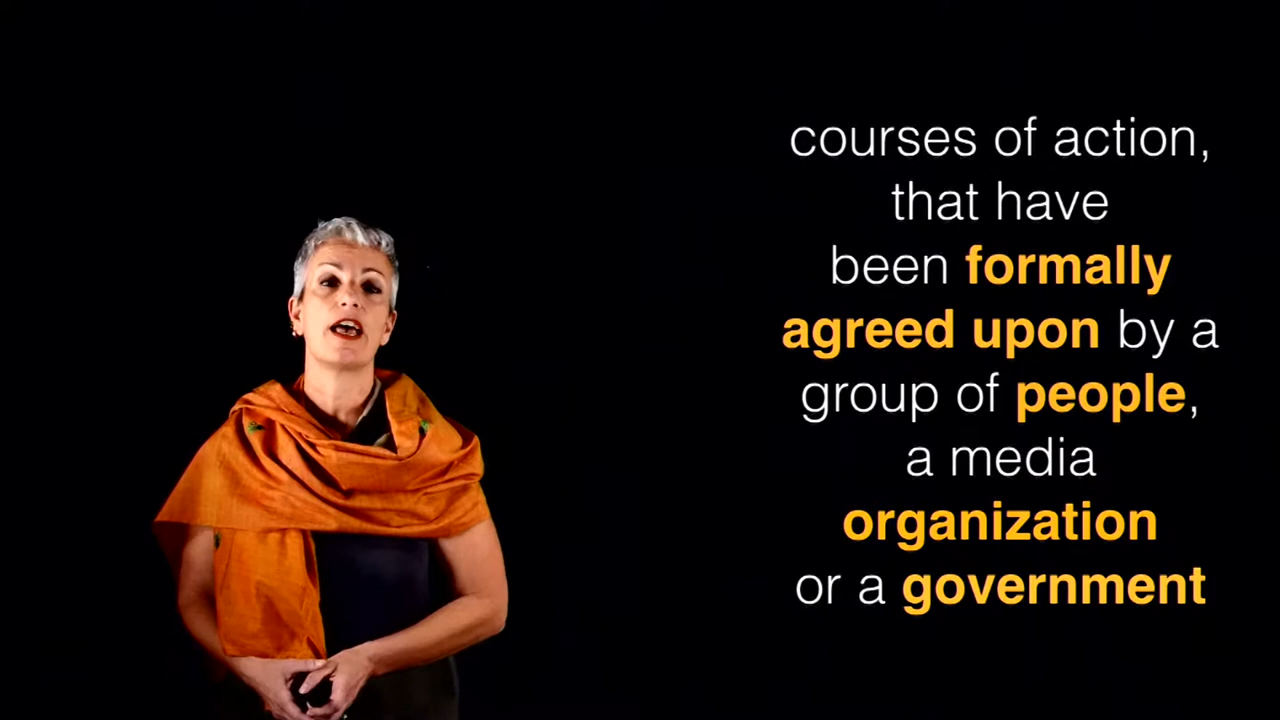 courses of action,
that have
been formally
agreed upon by a
group of people,
a media
organization
or a government